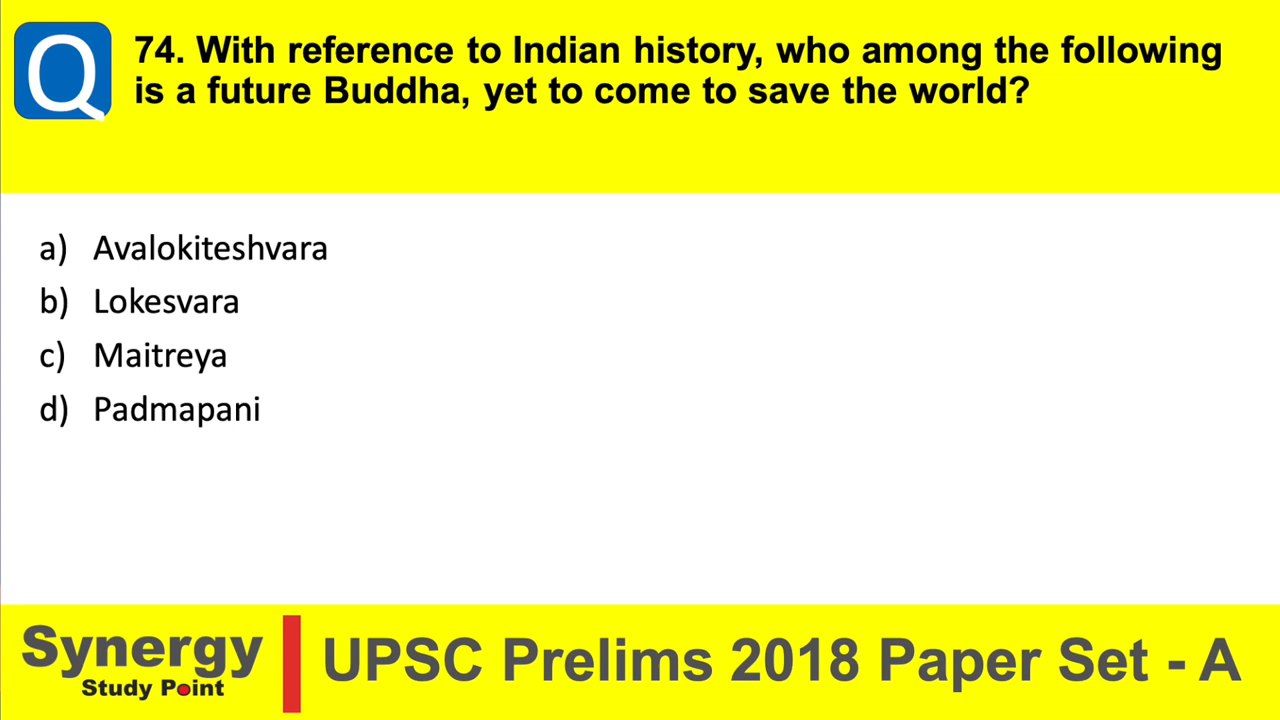 Q
74. With reference to Indian history, who among the following
is a future Buddha, yet to come to save the world?
a) Avalokiteshvara
b) Lokesvara
c) Maitreya
d) Padmapani
Synergy
Study Point
UPSC Prelims 2018 Paper Set - A